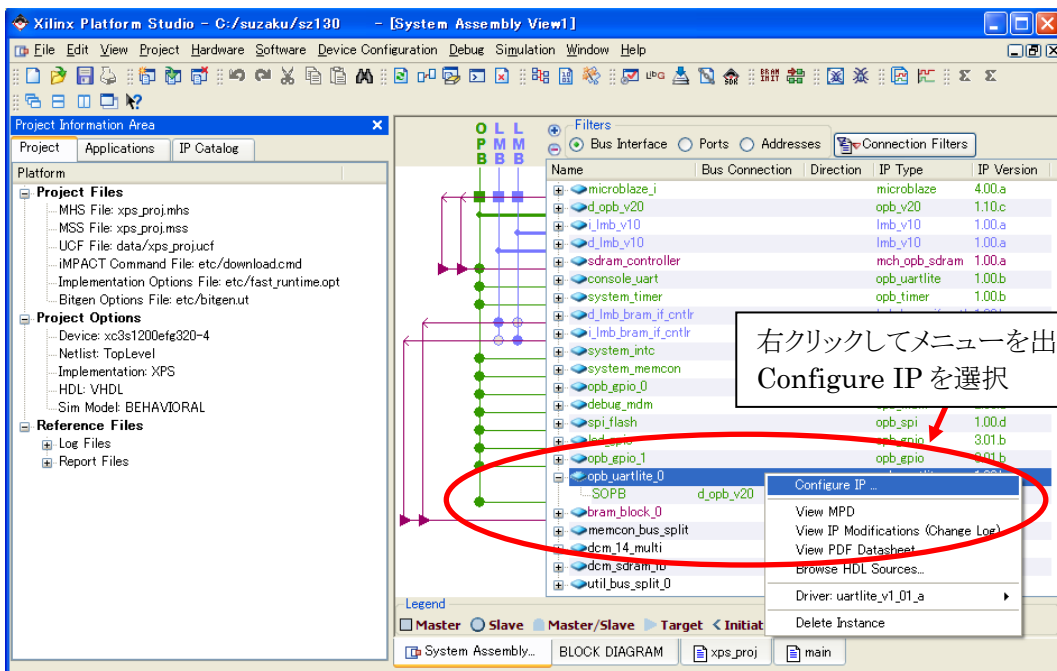 Xilinx Platform Studio - C:/suzaku/sz130 - [System Assembly View1]
File Edit View Project Hardware Software Device Configuration Debug Simulation Window Help
Project Information Area
Project Applications IP Catalog
Platform
Project Files
MHS File: xps_proj.mhs
MSS File: xps_proj.mss
UCF File: data/xps_proj.ucf
iMPACT Command File: etc/download.cmd
Implementation Options File: etc/fast_runtime.opt
Bitgen Options File: etc/bitgen.ut
Project Options
Device: xc3s1200efg320-4
Netlist: TopLevel
Implementation: XPS
HDL: VHDL
Sim Model: BEHAVIORAL
Reference Files
Log Files
Report Files
OPB LMB LMB
Filters
Bus Interface Ports Addresses Connection Filters
Name Bus Connection Direction IP Type IP Version
microblaze_i microblaze 4.00.a
d_opb_v20 opb_v20 1.10.c
i_lmb_v10 lmb_v10 1.00.a
d_lmb_v10 lmb_v10 1.00.a
sdram_controller mch_opb_sdram 1.00.a
console_uart opb_uartlite 1.00.b
system_timer opb_timer 1.00.b
d_lmb_bram_if_cntlr
i_lmb_bram_if_cntlr
system_intc
system_memcon
opb_gpio_0
debug_mdm
spi_flash opb_spi 1.00.d
led_gpio opb_gpio 3.01.b
opb_gpio_1 opb_gpio 3.01.b
opb_uartlite_0
SOPB d_opb_v20
bram_block_0
memcon_bus_split
dcm_14_multi
dcm_sdram_fb
util_bus_split_0
右クリックしてメニューを出
Configure IP を選択
Configure IP ...
View MPD
View IP Modifications (Change Log)
View PDF Datasheet
Browse HDL Sources...
Driver: uartlite_v1_01_a
Delete Instance
Legend
Master Slave Master/Slave Target Initiat
System Assembly... BLOCK DIAGRAM xps_proj main